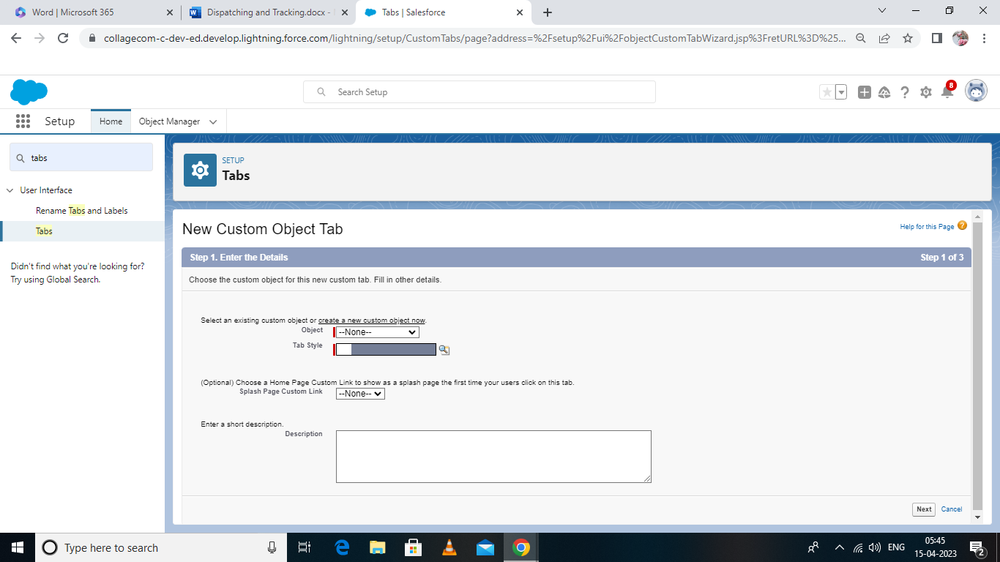 Word | Microsoft 365
Dispatching and Tracking.docx -
Tabs | Salesforce
collagecom-c-dev-ed.develop.lightning.force.com/lightning/setup/CustomTabs/page?address=%2Fsetup%2Fui%2FobjectCustomTabWizard.jsp%3FretURL%3D%25...
Search Setup
8
Setup
Home
Object Manager
tabs
User Interface
Rename Tabs and Labels
Tabs
Didn't find what you're looking for?
Try using Global Search.
SETUP
Tabs
New Custom Object Tab
Help for this Page
Step 1. Enter the Details
Step 1 of 3
Choose the custom object for this new custom tab. Fill in other details.
Select an existing custom object or create a new custom object now.
Object
--None--
Tab Style
(Optional) Choose a Home Page Custom Link to show as a splash page the first time your users click on this tab.
Splash Page Custom Link
--None--
Enter a short description.
Description
Next
Cancel
Type here to search
ENG
05:45
15-04-2023
2